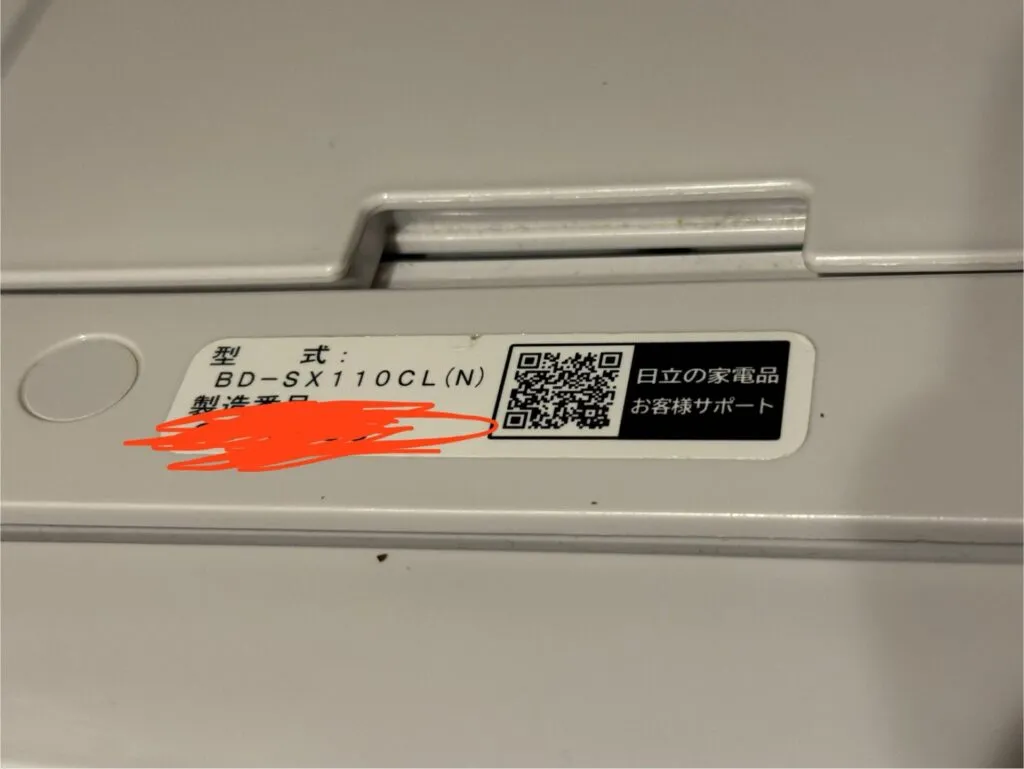 型 式:
BD-SX110CL(N)
製造番号
日立の家電品
お客様サポート